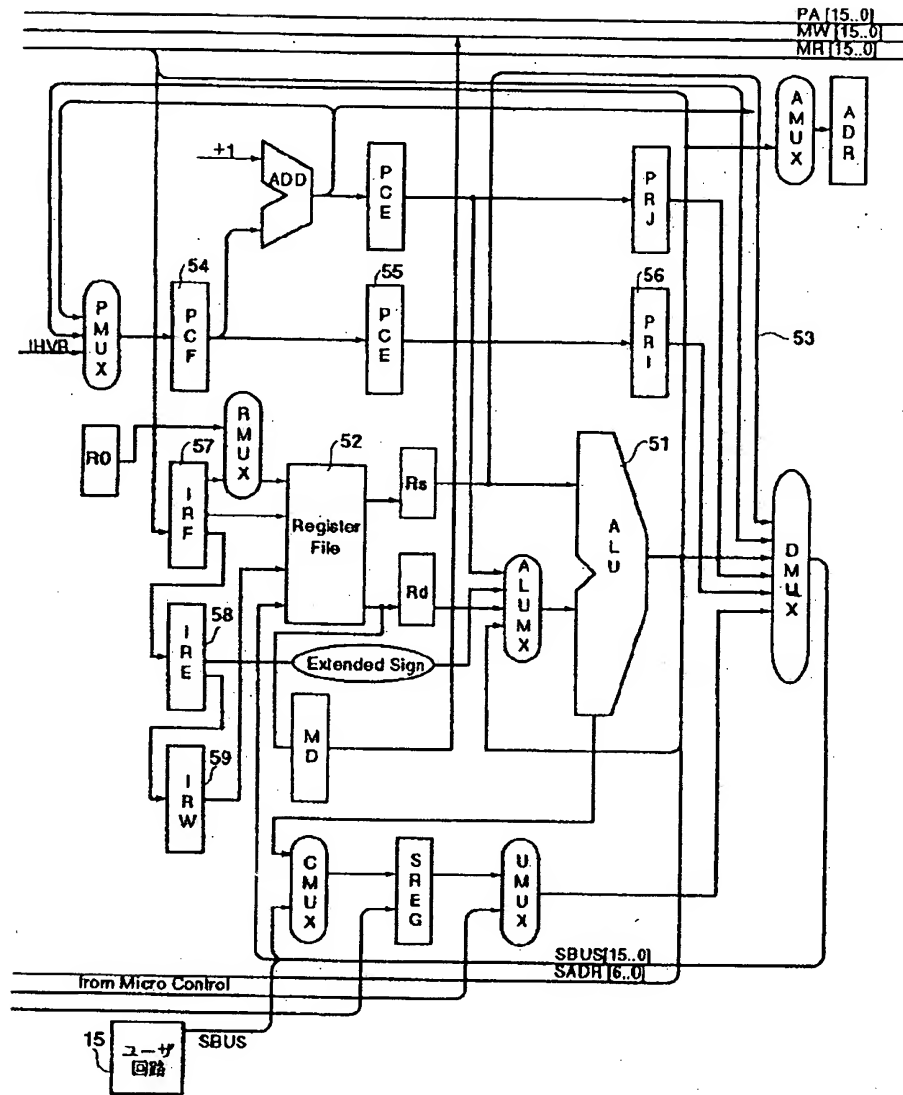 PA [15..0]
MW [15..0]
MR [15..0]
AMUX
ADR
+1
ADD
PCE
PRJ
54
55
56
PMUX
PCF
PCE
PRI
53
IHVR
RMUX
R0
57
52
51
IRF
Register
File
Rs
ALU
DMUX
ALUMX
Rd
58
IRE
Extended Sign
MD
59
IRW
CMUX
SREG
UMUX
SBUS[15..0]
SADR [6..0]
from Micro Control
15
ユーザ
回路
SBUS